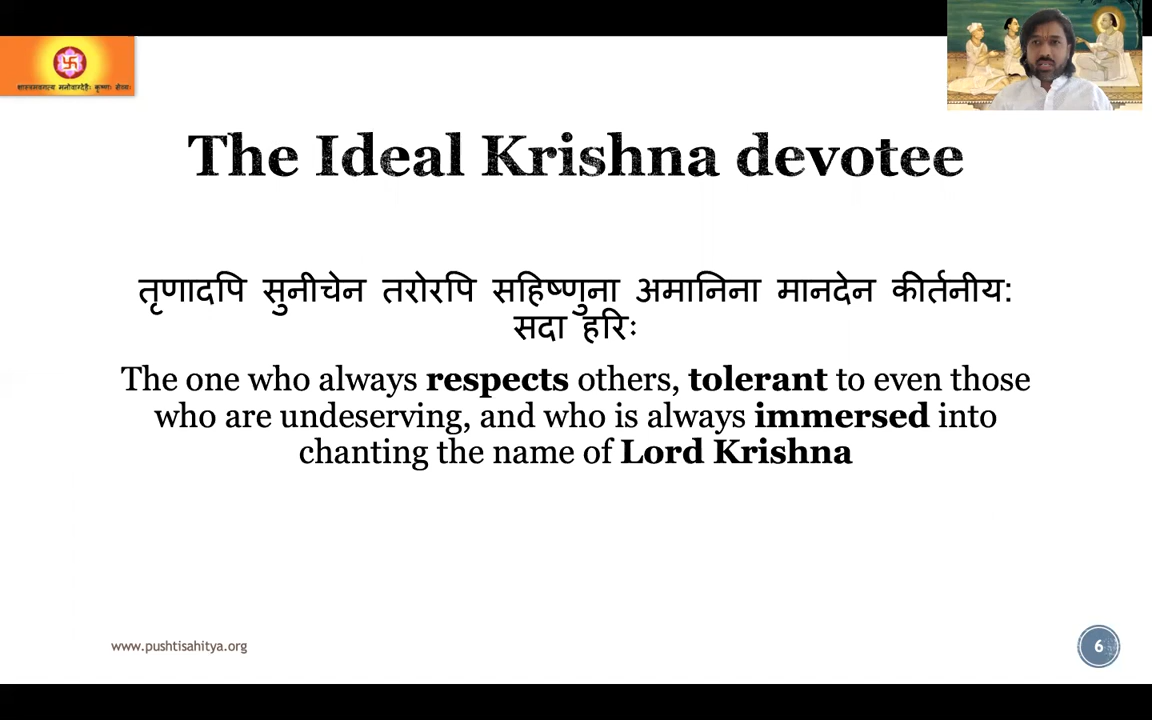 शास्त्रमवगत्य मनोवाग्देहैः कृष्णः सेव्यः
The Ideal Krishna devotee
तृणादपि सुनीचेन तरोरपि सहिष्णुना अमानिना मानदेन कीर्तनीय:
सदा हरिः
The one who always respects others, tolerant to even those
who are undeserving, and who is always immersed into
chanting the name of Lord Krishna
www.pushtisahitya.org
6